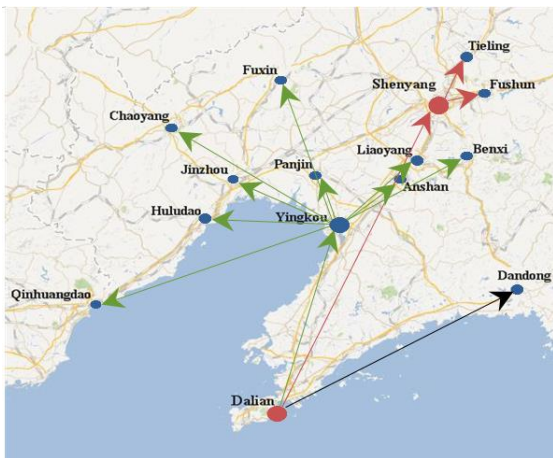 Tieling
Fuxin
Shenyang
Fushun
Chaoyang
Liaoyang
Benxi
Jinzhou
Panjin
Anshan
Huludao
Yingkou
Dandong
Qinhuangdao
Dalian